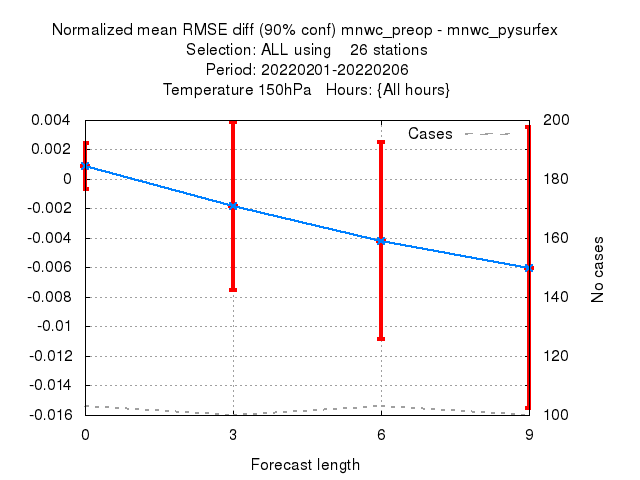 Normalized mean RMSE diff (90% conf) mnwc_preop - mnwc_pysurfex
Selection: ALL using    26 stations
Period: 20220201-20220206
Temperature 150hPa   Hours: {All hours}
Cases
0.004
0.002
0
-0.002
-0.004
-0.006
-0.008
-0.01
-0.012
-0.014
-0.016
200
180
160
140
120
100
No cases
0 3 6 9
Forecast length